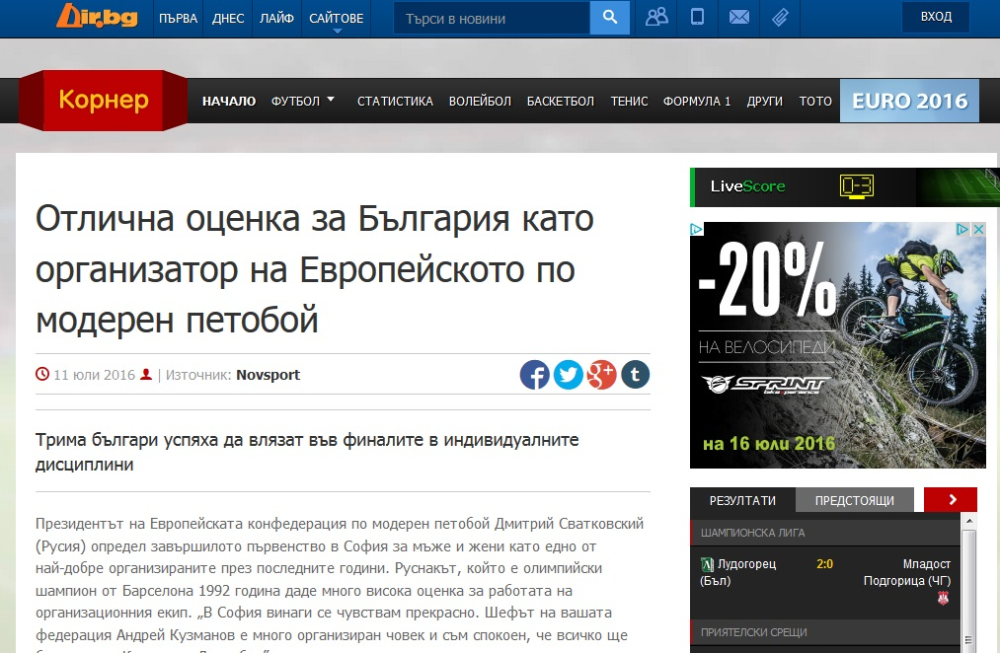 Dir.bg
ПЪРВА ДНЕС ЛАЙФ САЙТОВЕ
Търси в новини
ВХОД
Корнер
НАЧАЛО ФУТБОЛ СТАТИСТИКА ВОЛЕЙБОЛ БАСКЕТБОЛ ТЕНИС ФОРМУЛА 1 ДРУГИ ТОТО EURO 2016
Отлична оценка за България като
организатор на Европейското по
модерен петобой
11 юли 2016 | Източник: Novsport
f g+ t
Трима българи успяха да влязат във финалите в индивидуалните
дисциплини
Президентът на Европейската конфедерация по модерен петобой Дмитрий Сватковский
(Русия) определ завършилото първенство в София за мъже и жени като едно от
най-добре организираните през последните години. Руснакът, който е олимпийски
шампион от Барселона 1992 година даде много висока оценка за работата на
организационния екип. „В София винаги се чувствам прекрасно. Шефът на вашата
федерация Андрей Кузманов е много организиран човек и съм спокоен, че всичко ще
LiveScore 0-3
-20%
НА ВЕЛОСИПЕДИ
SPRINT
на 16 юли 2016
РЕЗУЛТАТИ ПРЕДСТОЯЩИ
ШАМПИОНСКА ЛИГА
Лудогорец 2:0 Младост
(Бъл) Подгорица (ЧГ)
ПРИЯТЕЛСКИ СРЕЩИ